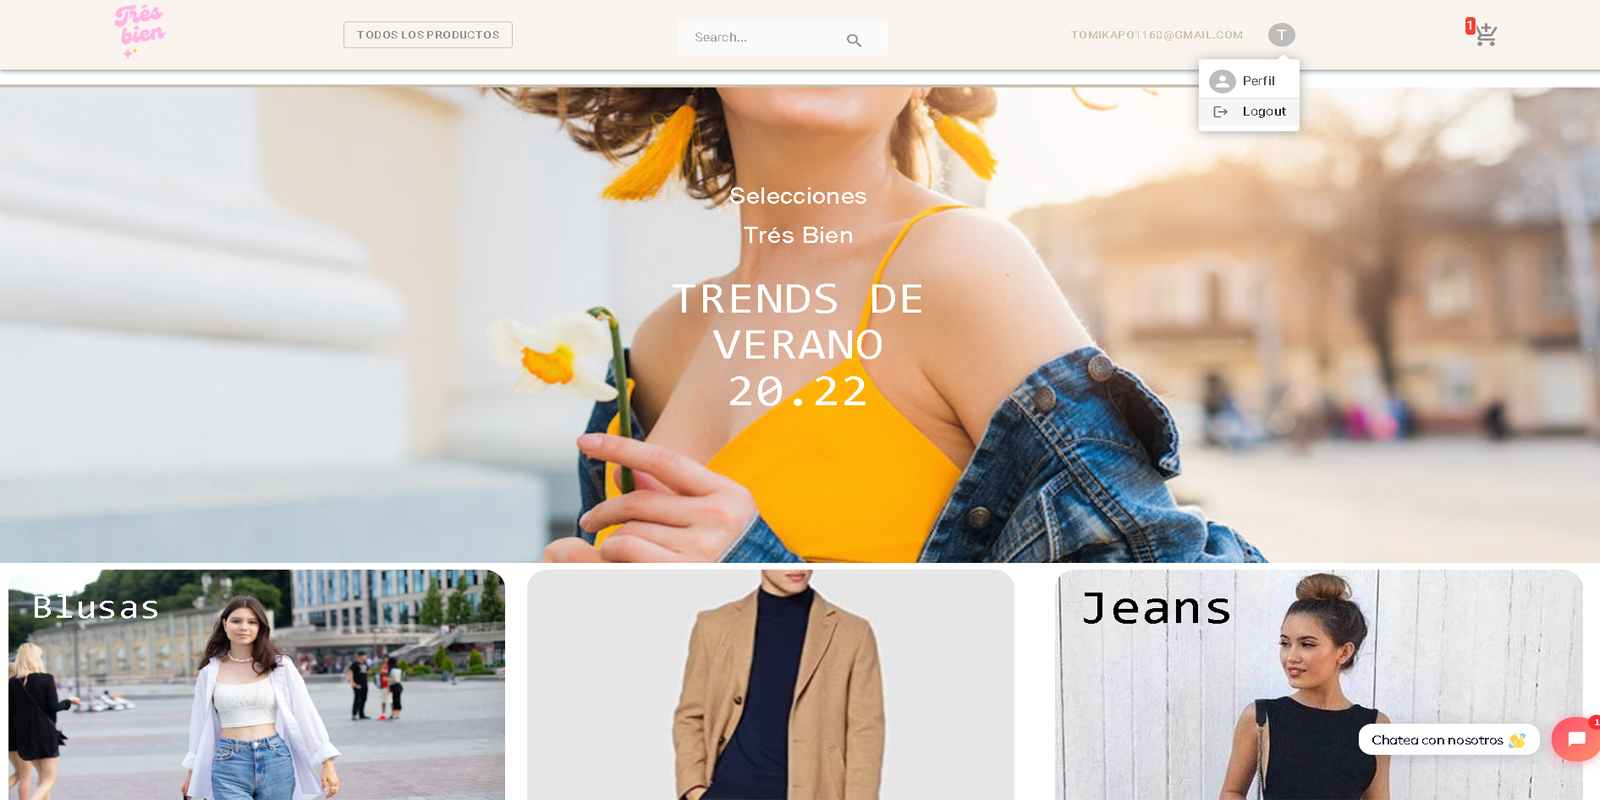 Trés
bien
TODOS LOS PRODUCTOS
Search...
TOMIKAPO1160@GMAIL.COM
T
1
Perfil
Logout
Selecciones
Trés Bien
TRENDS DE
VERANO
20.22
Blusas
Jeans
Chatea con nosotros 👋
1